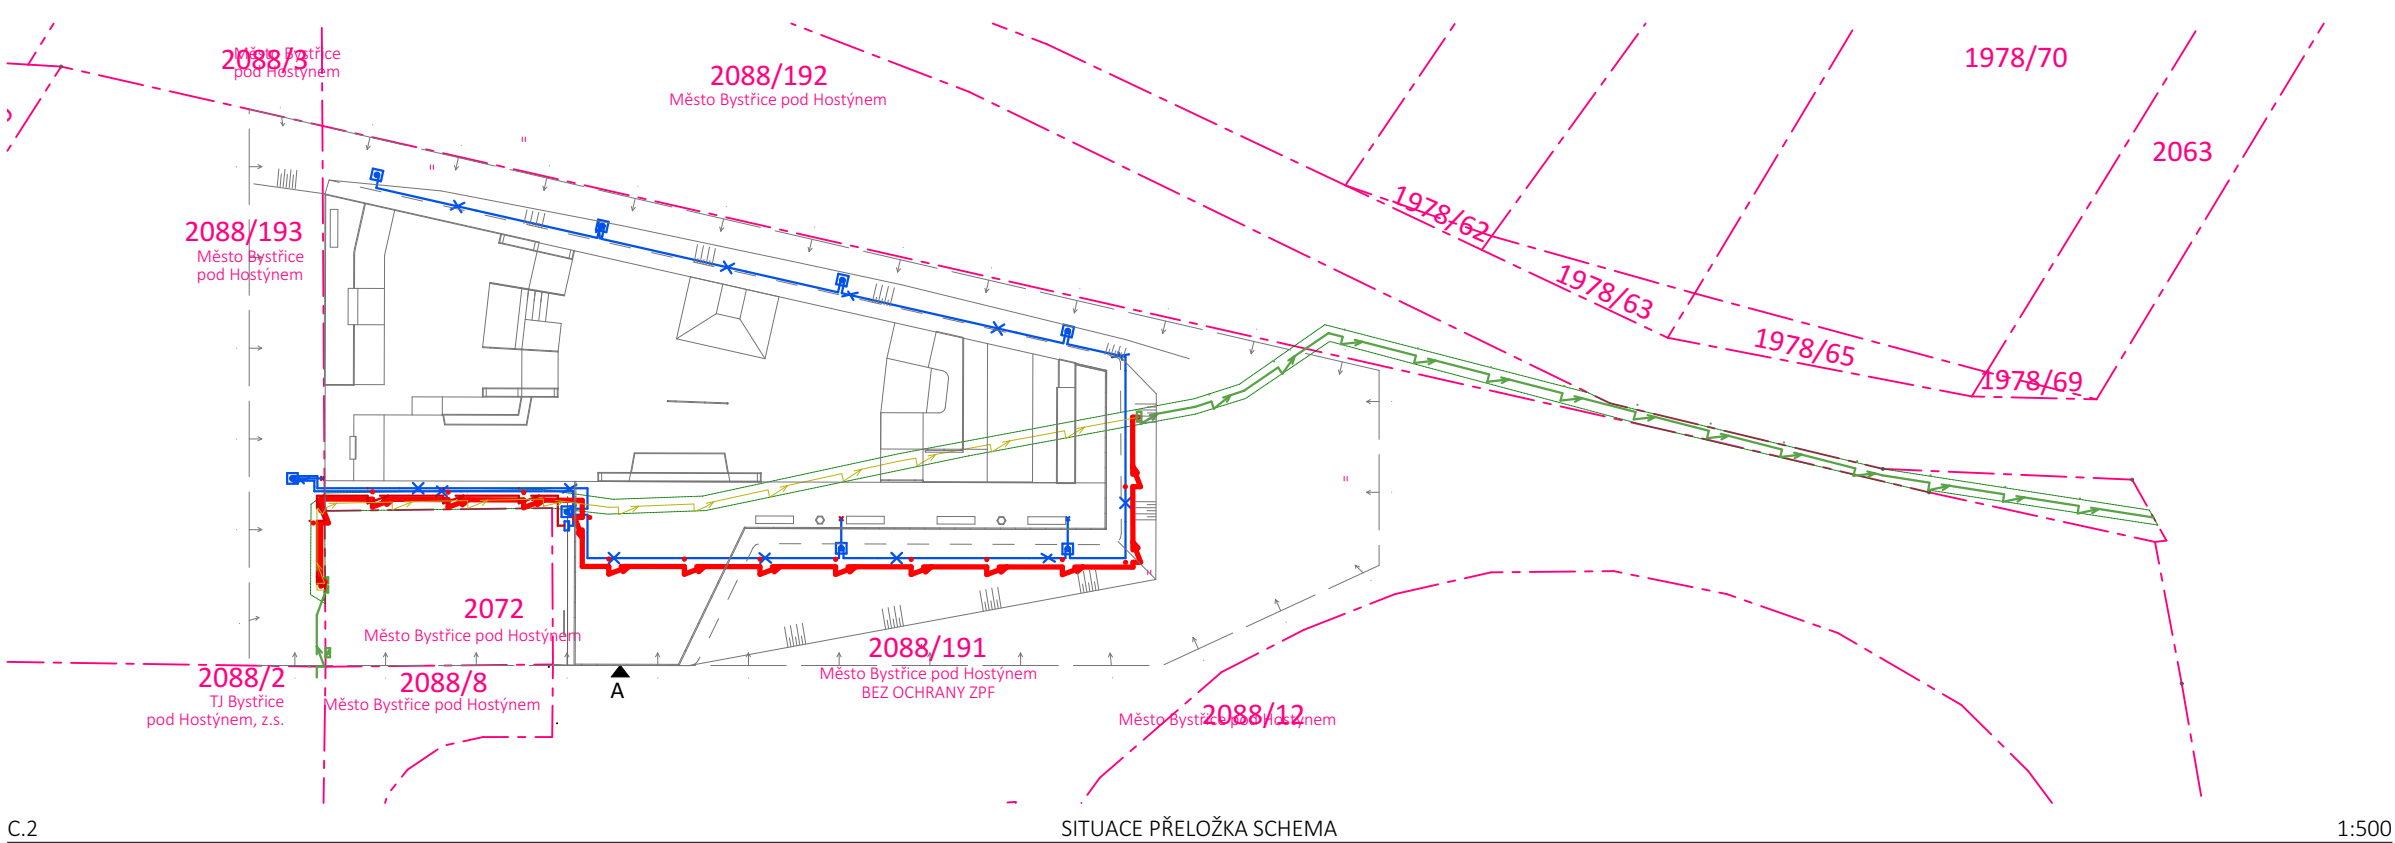 2088/3
Město Bystřice
pod Hostýnem
2088/192
Město Bystřice pod Hostýnem
1978/70
2063
1978/62
2088/193
Město Bystřice
pod Hostýnem
1978/63
1978/65
1978/69
2072
Město Bystřice pod Hostýnem
2088/191
Město Bystřice pod Hostýnem
BEZ OCHRANY ZPF
2088/2
TJ Bystřice
pod Hostýnem, z.s.
2088/8
Město Bystřice pod Hostýnem
A
2088/12
Město Bystřice pod Hostýnem
C.2
SITUACE PŘELOŽKA SCHEMA
1:500